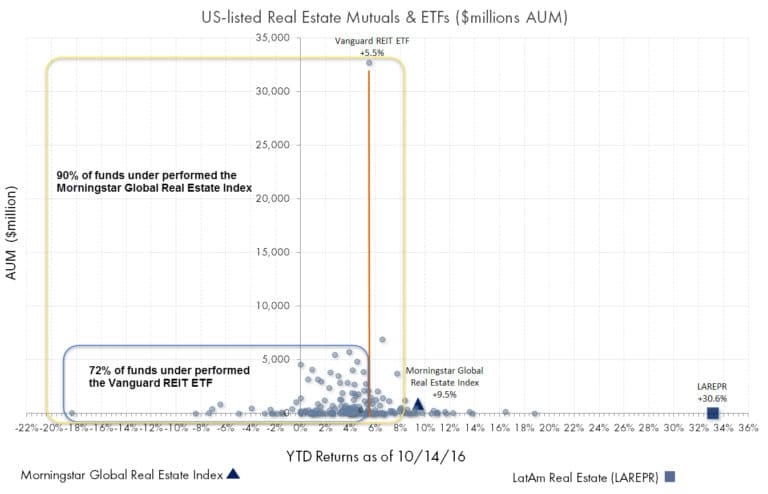 US-listed Real Estate Mutuals & ETFs ($millions AUM)
35,000
Vanguard REIT ETF
+5.5%
30,000
25,000
90% of funds under performed the
Morningstar Global Real Estate Index
20,000
AUM ($million)
15,000
10,000
5,000
72% of funds under performed
the Vanguard REIT ETF
Morningstar Global
Real Estate Index
+9.5%
LAREPR
+30.6%
0
-22% -20% -18% -16% -14% -12% -10% -8% -6% -4% -2% 0% 2% 4% 6% 8% 10% 12% 14% 16% 18% 20% 22% 24% 26% 28% 30% 32% 34% 36%
YTD Returns as of 10/14/16
Morningstar Global Real Estate Index
LatAm Real Estate (LAREPR)